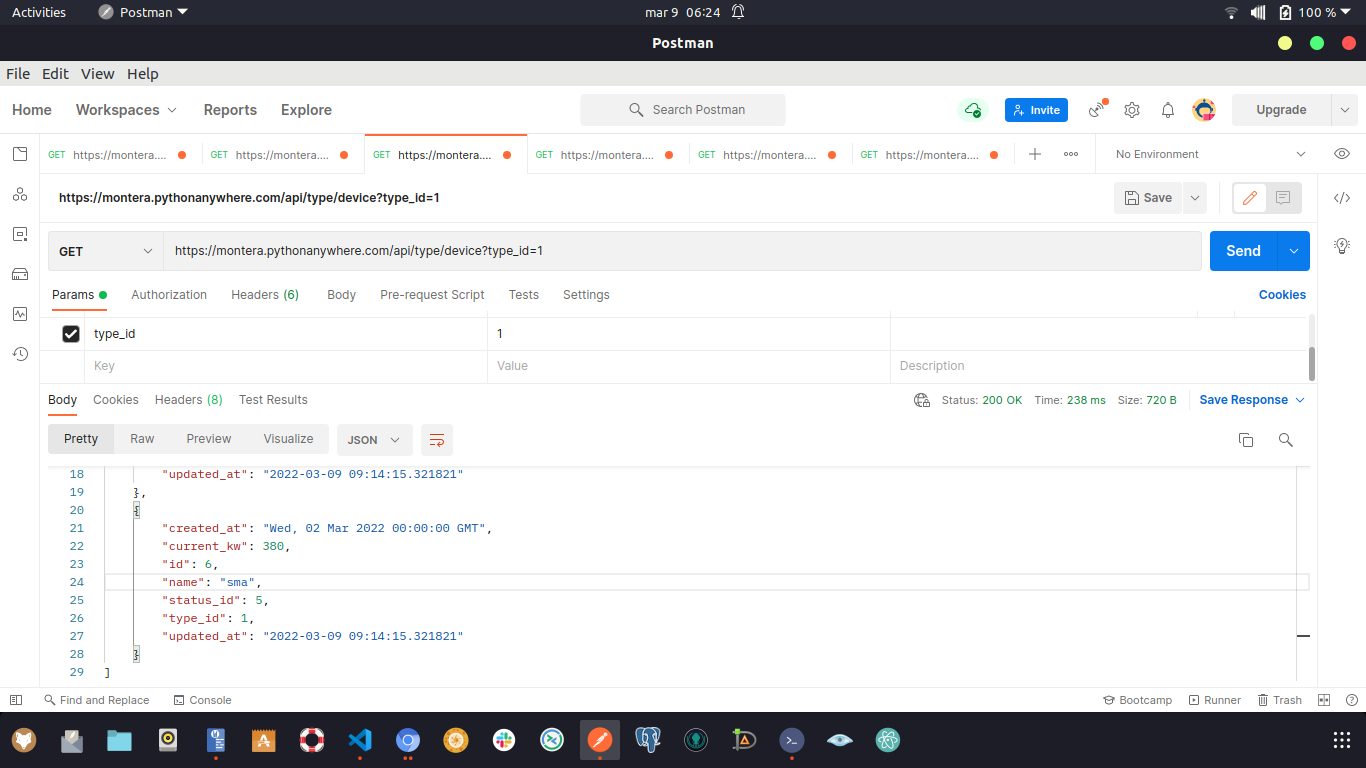 Activities Postman mar 9 06:24 100 %
Postman
File Edit View Help
Home Workspaces Reports Explore Search Postman Invite Upgrade
GET https://montera.... GET https://montera.... GET https://montera.... GET https://montera.... GET https://montera.... GET https://montera.... No Environment
https://montera.pythonanywhere.com/api/type/device?type_id=1 Save
GET https://montera.pythonanywhere.com/api/type/device?type_id=1 Send
Params Authorization Headers (6) Body Pre-request Script Tests Settings Cookies
type_id 1
Key Value Description
Body Cookies Headers (8) Test Results Status: 200 OK Time: 238 ms Size: 720 B Save Response
Pretty Raw Preview Visualize JSON
18 "updated_at": "2022-03-09 09:14:15.321821"
19 },
20 {
21 "created_at": "Wed, 02 Mar 2022 00:00:00 GMT",
22 "current_kw": 380,
23 "id": 6,
24 "name": "sma",
25 "status_id": 5,
26 "type_id": 1,
27 "updated_at": "2022-03-09 09:14:15.321821"
28 }
29 ]
Find and Replace Console Bootcamp Runner Trash